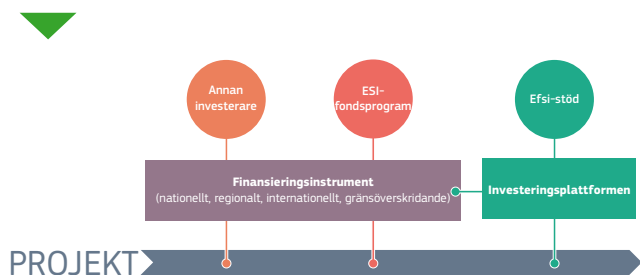 Annan
investerare
ESI-
fondsprogram
Efsi-stöd
Finansieringsinstrument
(nationellt, regionalt, internationellt, gränsöverskridande)
Investeringsplattformen
PROJEKT